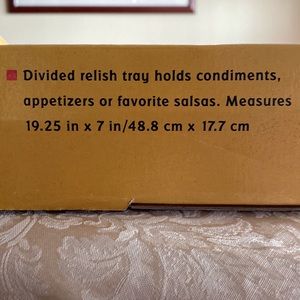 Divided relish tray holds condiments,
appetizers or favorite salsas. Measures
19.25 in x 7 in/48.8 cm x 17.7 cm